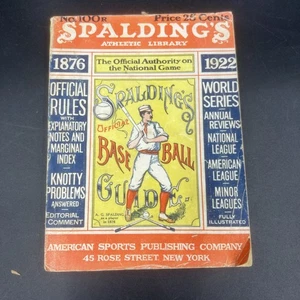 No. 100R Price 25 Cents
SPALDING'S
ATHLETIC LIBRARY
1876
The Official Authority on
the National Game
1922
OFFICIAL
RULES
WITH
EXPLANATORY
NOTES AND
MARGINAL
INDEX
KNOTTY
PROBLEMS
ANSWERED
EDITORIAL
COMMENT
SPALDING'S
OFFICIAL
BASE BALL
GUIDE.
A. G. SPALDING
WORLD
SERIES
ANNUAL
REVIEWS
NATIONAL
LEAGUE
AMERICAN
LEAGUE
MINOR
LEAGUES
FULLY
ILLUSTRATED
AMERICAN SPORTS PUBLISHING COMPANY
45 ROSE STREET, NEW YORK